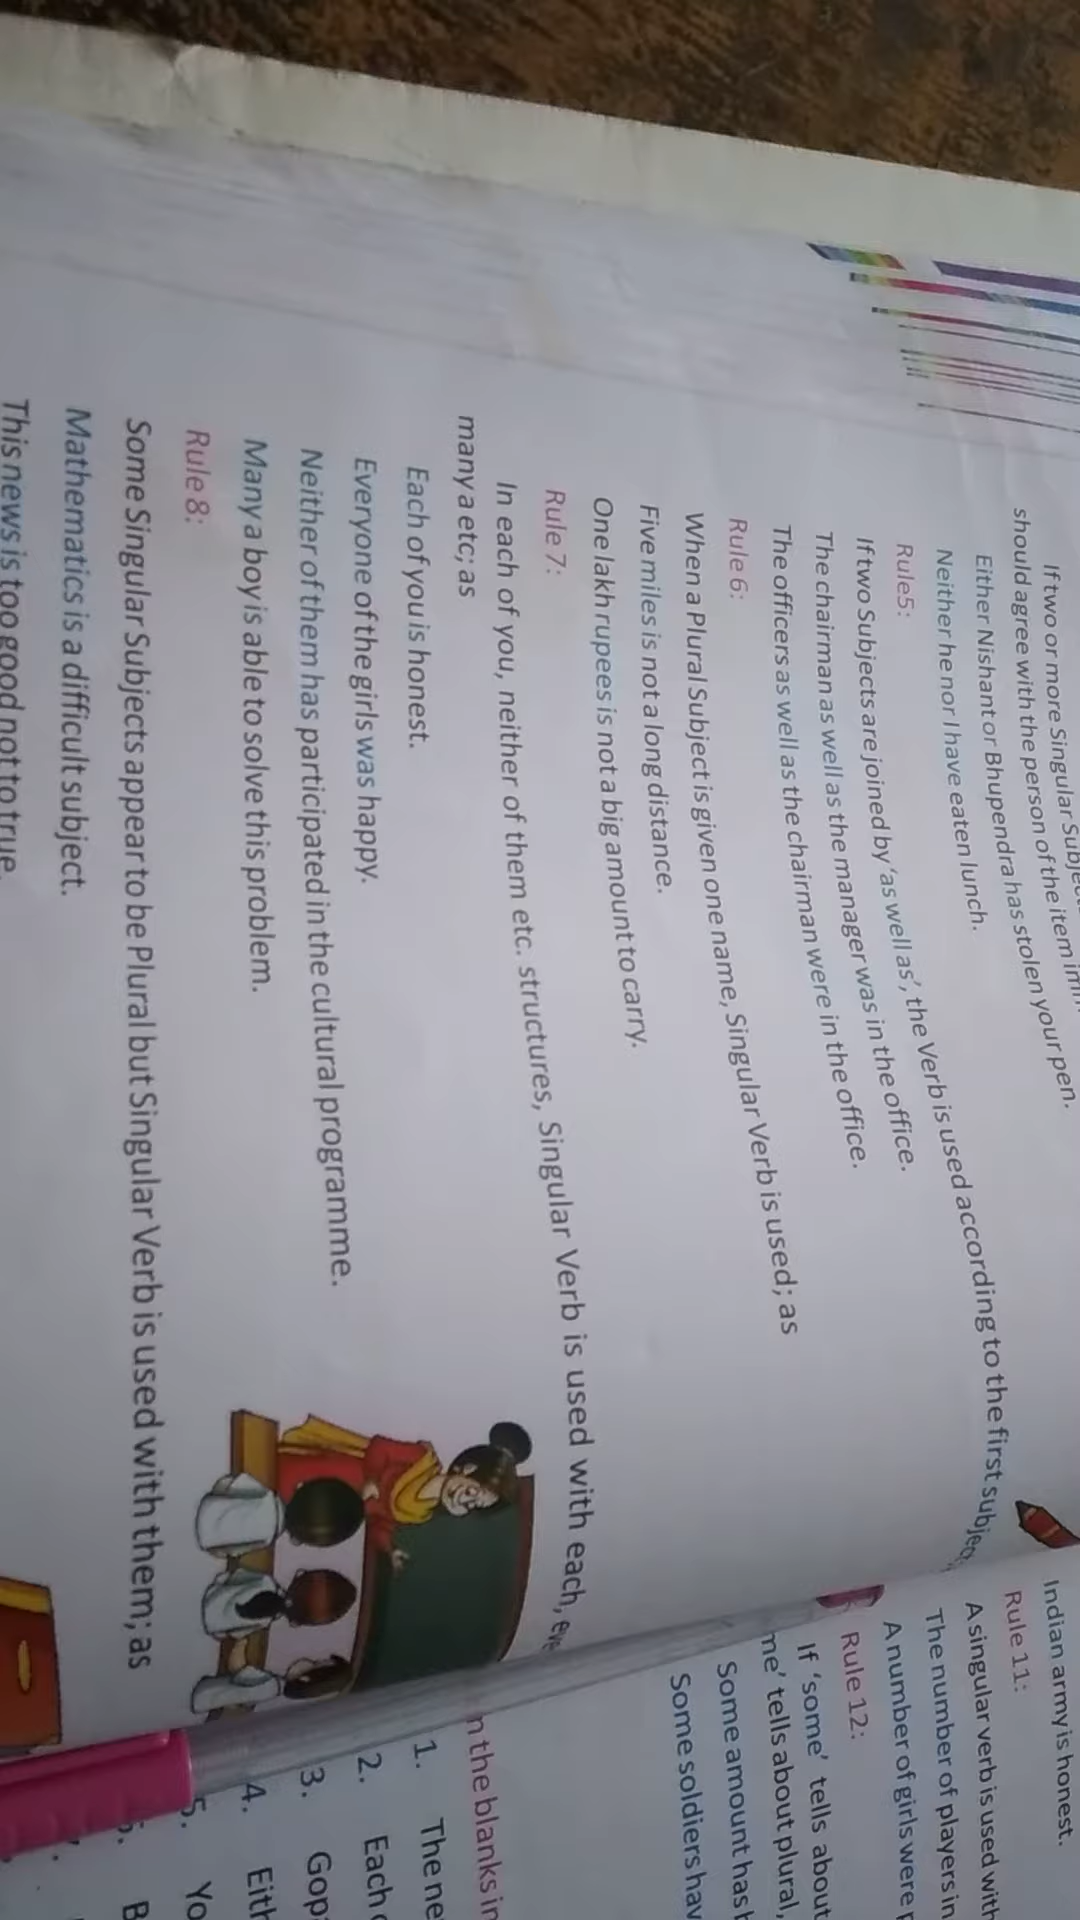 If two or more Singular
should agree with the person of the item
Either Nishant or Bhupendra has stolen your pen.
Neither he nor I have eaten lunch.
Rule5:
If two Subjects are joined by ‘as well as’, the Verb is used according to the first
The chairman as well as the manager was in the office.
The officers as well as the chairman were in the office.
Rule 6:
When a Plural Subject is given one name, Singular Verb is used; as
Five miles is not a long distance.
One lakh rupees is not a big amount to carry.
Rule 7:
In each of you, neither of them etc. structures, Singular Verb is used with each,
many a etc; as
Each of you is honest.
Everyone of the girls was happy.
Neither of them has participated in the cultural programme.
Many a boy is able to solve this problem.
Rule 8:
Some Singular Subjects appear to be Plural but Singular Verb is used with them; as
Mathematics is a difficult subject.
This news is too good not to true.
Indian army is honest.
Rule 11:
A singular verb is used with
The number of players in
A number of girls were
Rule 12:
If ‘some’ tells about
me’ tells about plural,
Some amount has
Some soldiers hav
n the blanks in
1. The ne
2. Each
3. Gop
4. Eith
5. Yo
B